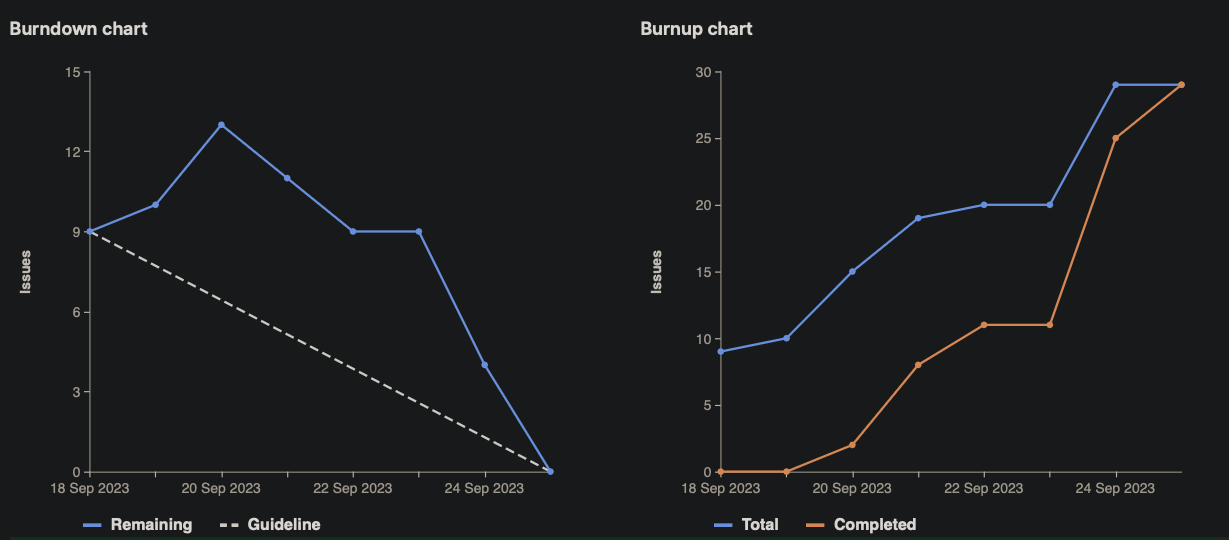 Burndown chart
15
12
9
6
3
0
Issues
18 Sep 2023
20 Sep 2023
22 Sep 2023
24 Sep 2023
Remaining
Guideline
Burnup chart
30
25
20
15
10
5
0
Issues
18 Sep 2023
20 Sep 2023
22 Sep 2023
24 Sep 2023
Total
Completed